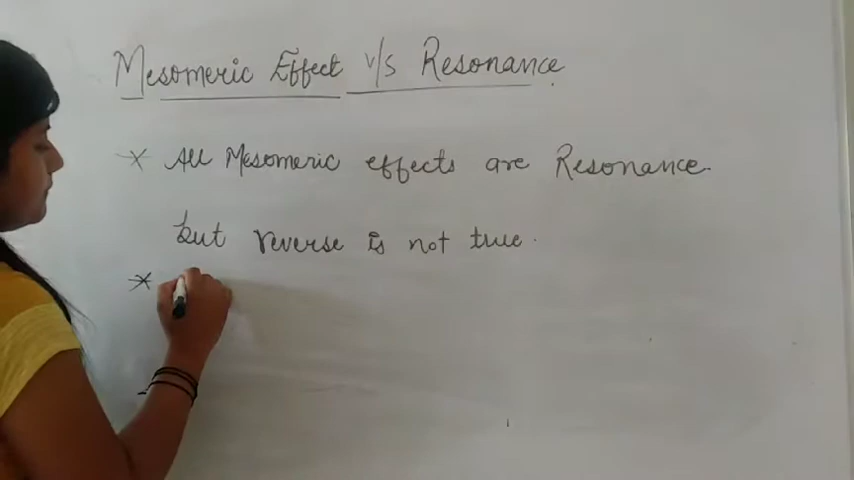 Mesomeric Effect v/s Resonance.
* All Mesomeric effects are Resonance.
but reverse is not true.
*